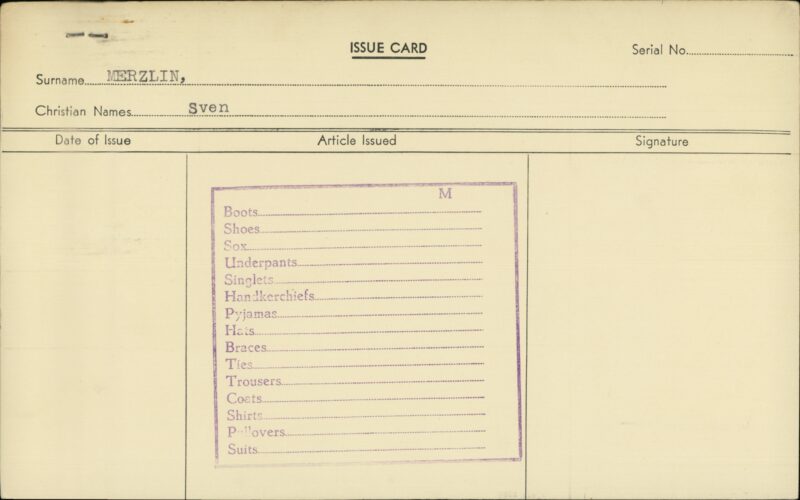 ISSUE CARD
Serial No.
Surname MERZLIN,
Christian Names Sven
Date of Issue Article Issued Signature
M
Boots
Shoes
Sox
Underpants
Singlets
Handkerchiefs
Pyjamas
Hats
Braces
Ties
Trousers
Coats
Shirts
Pullovers
Suits